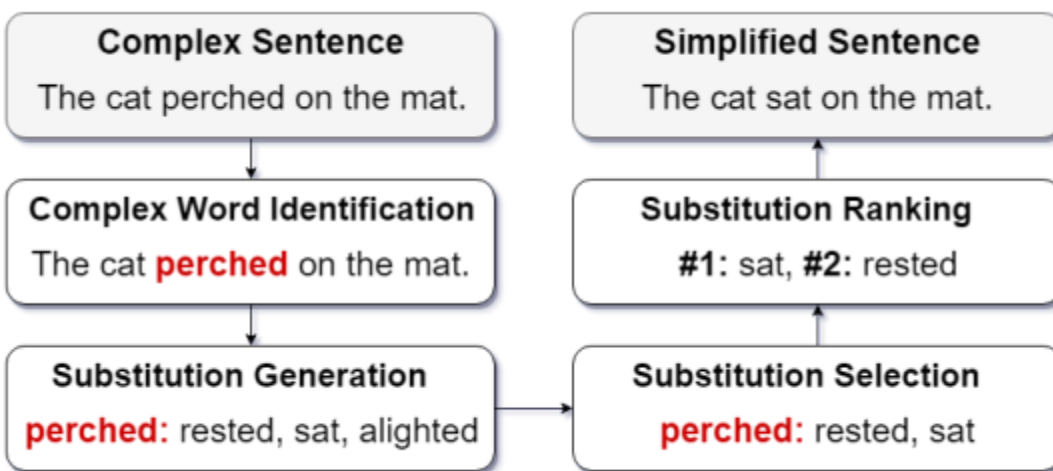 Complex Sentence
The cat perched on the mat.
Complex Word Identification
The cat perched on the mat.
Substitution Generation
perched: rested, sat, alighted
Substitution Selection
perched: rested, sat
Substitution Ranking
#1: sat, #2: rested
Simplified Sentence
The cat sat on the mat.